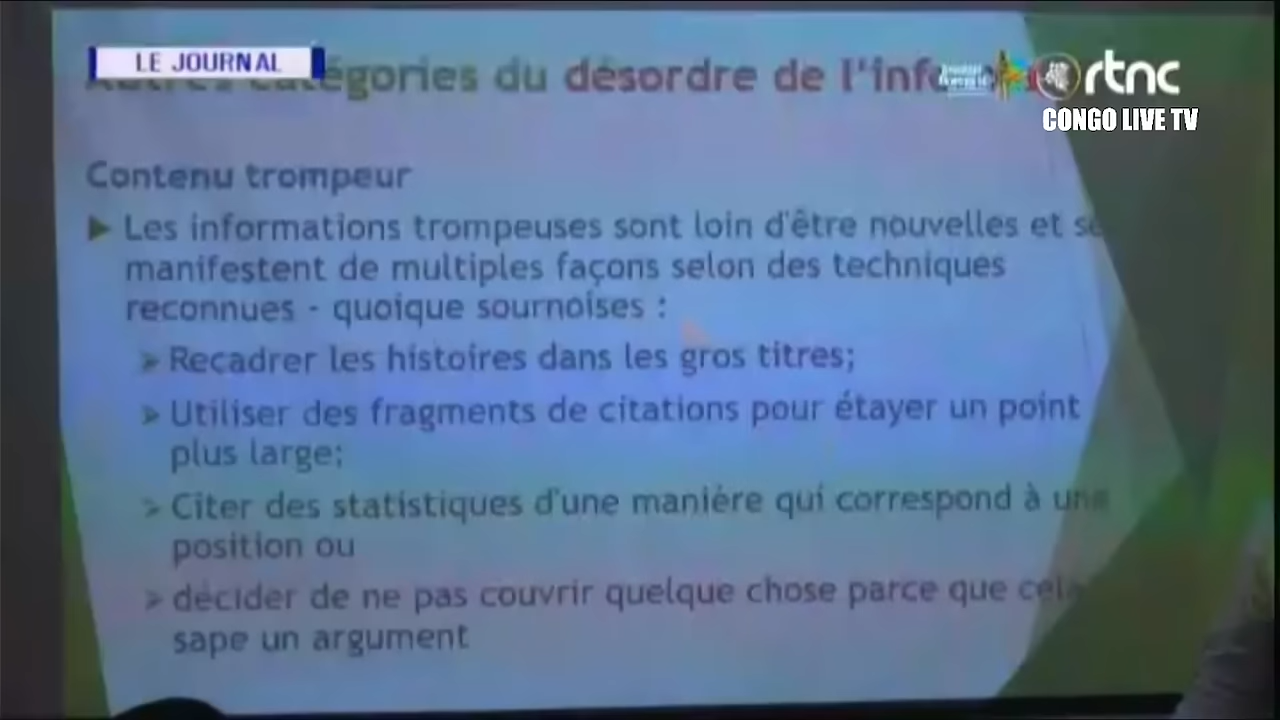 LE JOURNAL
catégories du désordre de l'info
rtnc
CONGO LIVE TV
Contenu trompeur
Les informations trompeuses sont loin d'être nouvelles et se
manifestent de multiples façons selon des techniques
reconnues - quoique sournoises :
Recadrer les histoires dans les gros titres;
Utiliser des fragments de citations pour étayer un point
plus large;
Citer des statistiques d'une manière qui correspond à une
position ou
décider de ne pas couvrir quelque chose parce que cela
sape un argument